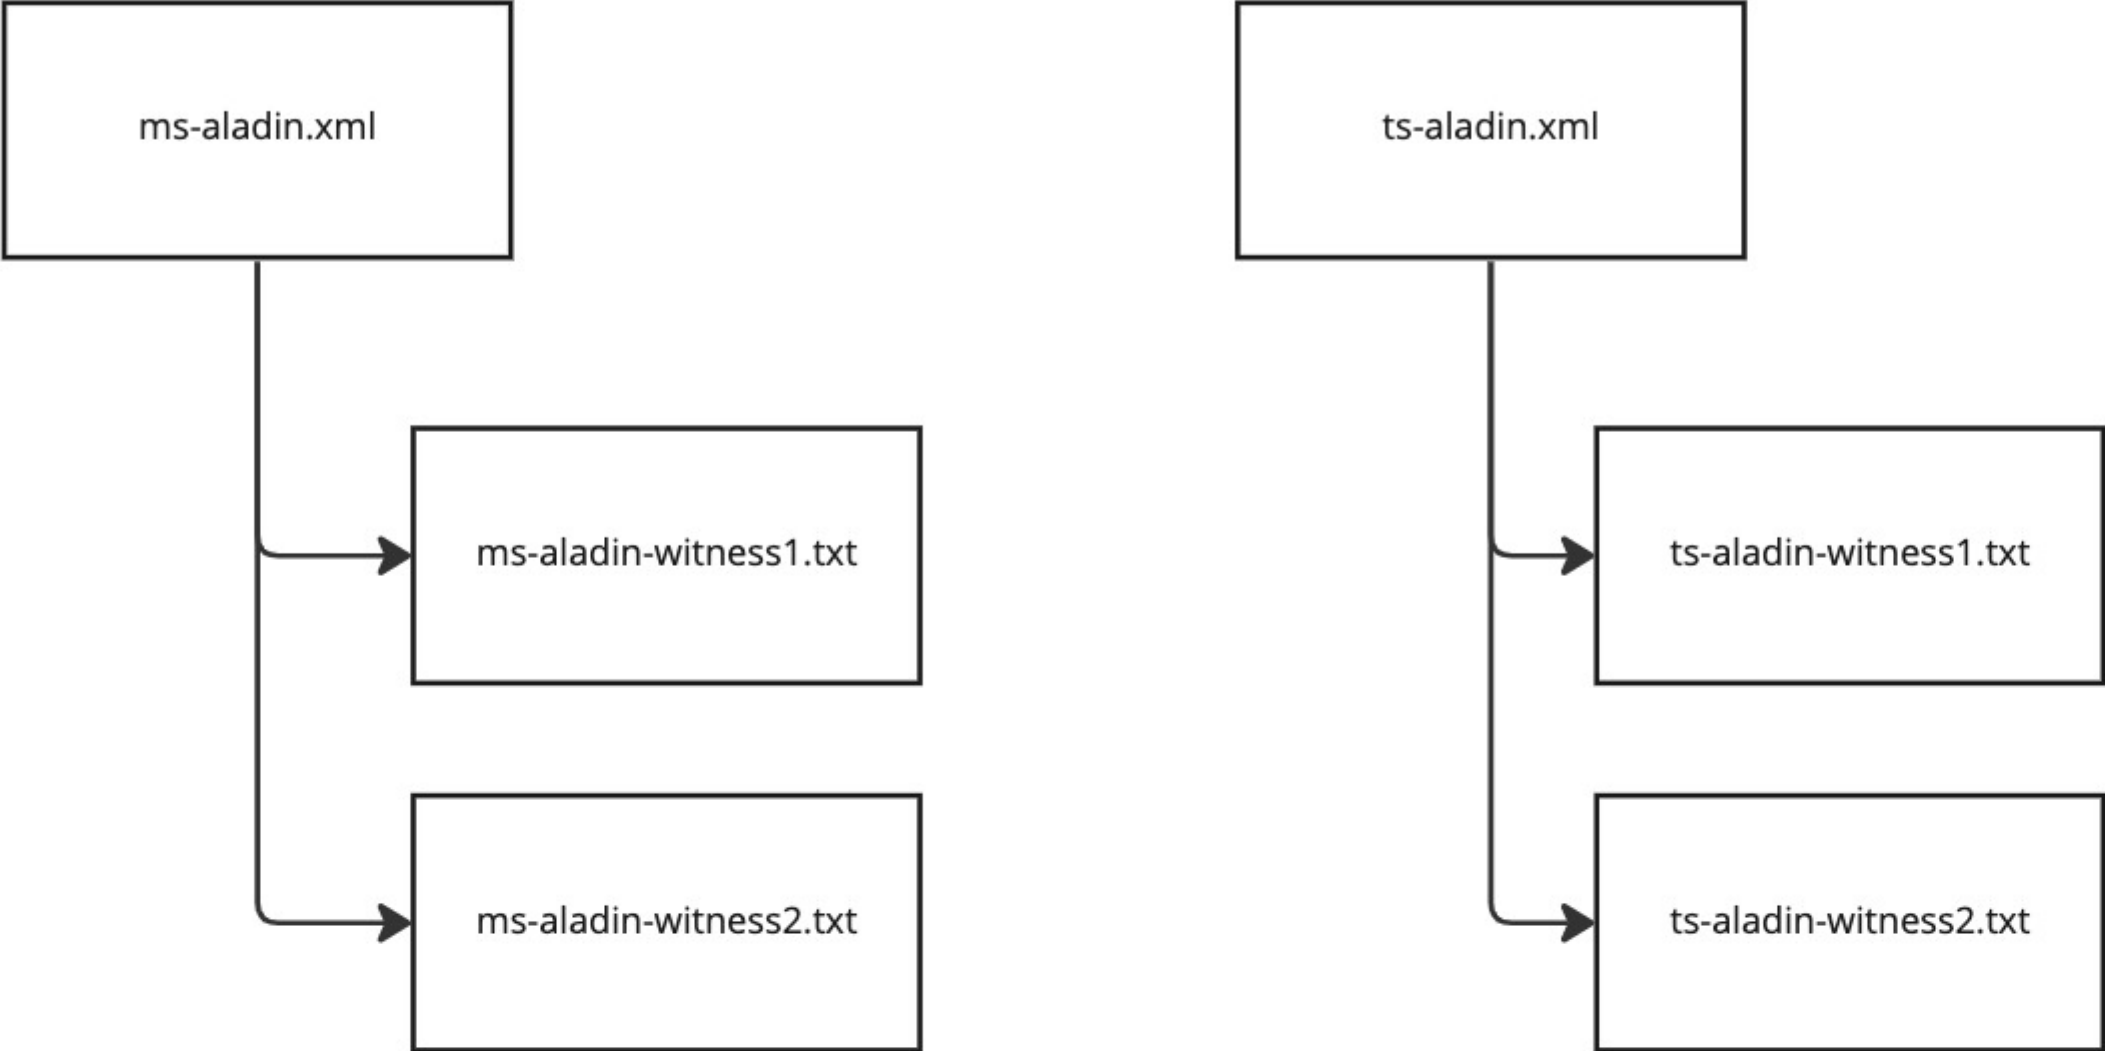 ms-aladin.xml
ts-aladin.xml
ms-aladin-witness1.txt
ts-aladin-witness1.txt
ms-aladin-witness2.txt
ts-aladin-witness2.txt